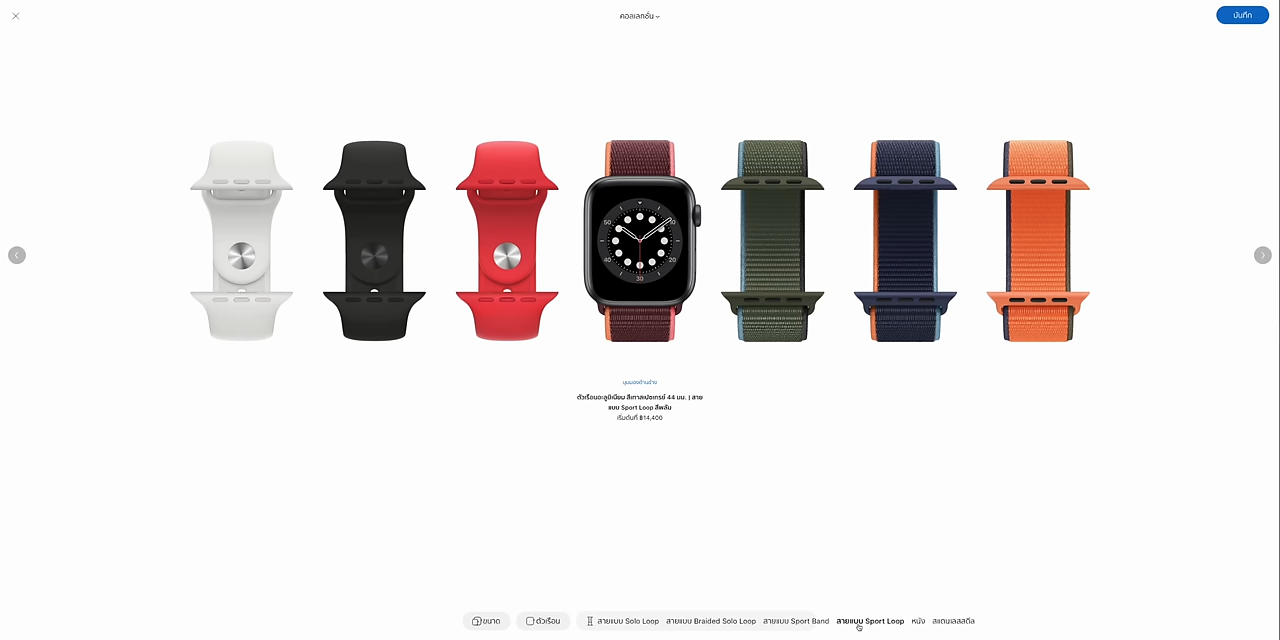 คอลเลกชั่น
บันทึก
50
10
40
20
30
มุมมองด้านข้าง
ตัวเรือนอะลูมิเนียม สีเทาสเปซเกรย์ 44 มม. | สาย
แบบ Sport Loop สีพลัม
เริ่มต้นที่ ฿14,400
ขนาด
ตัวเรือน
สายแบบ Solo Loop
สายแบบ Braided Solo Loop
สายแบบ Sport Band
สายแบบ Sport Loop
หนัง
สแตนเลสสตีล